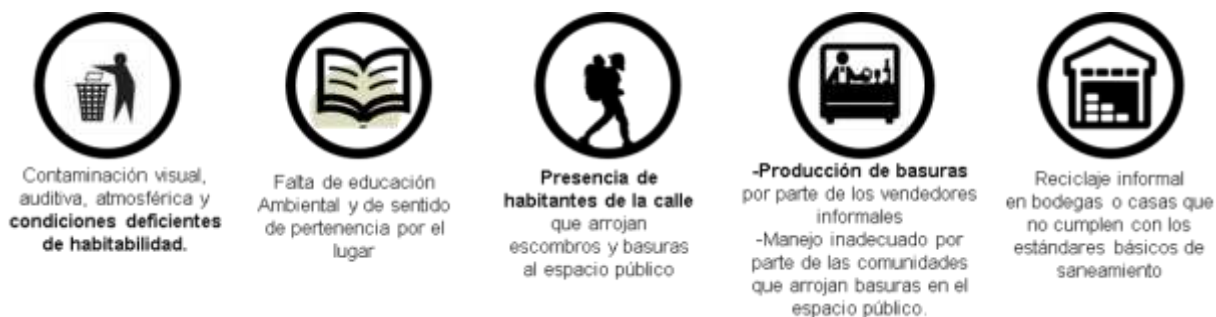 Contaminación visual,
auditiva, atmosférica y
condiciones deficientes
de habitabilidad.
Falta de educación
Ambiental y de sentido
de pertenencia por el
lugar
Presencia de
habitantes de la calle
que arrojan
escombros y basuras
al espacio público
-Producción de basuras
por parte de los vendedores
informales
-Manejo inadecuado por
parte de las comunidades
que arrojan basuras en el
espacio público.
Reciclaje informal
en bodegas o casas que
no cumplen con los
estándares básicos de
saneamiento